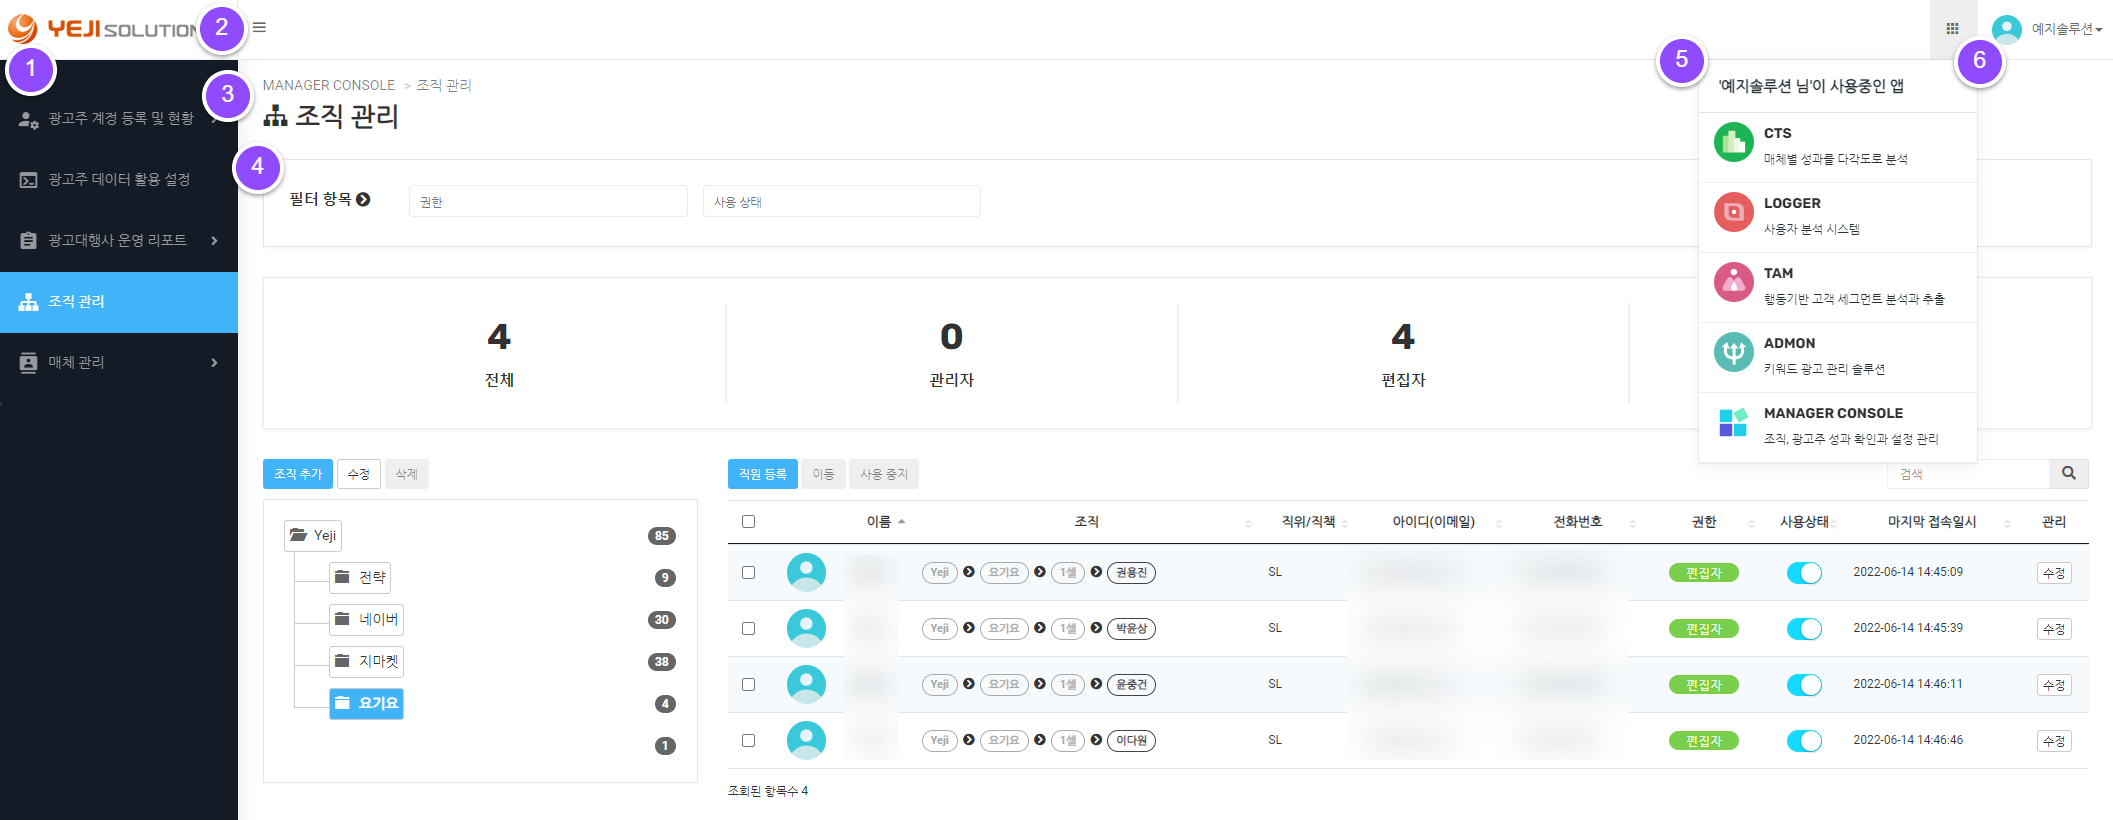 YEJI SOLUTION
2
예지솔루션
1
3
5
6
MANAGER CONSOLE > 조직 관리
조직 관리
4
광고주 계정 등록 및 현황
광고주 데이터 활용 설정
광고대행사 운영 리포트
조직 관리
매체 관리
필터 항목
권한
사용 상태
'예지솔루션 님'이 사용중인 앱
CTS
매체별 성과를 다각도로 분석
LOGGER
사용자 분석 시스템
TAM
행동기반 고객 세그먼트 분석과 추출
ADMON
키워드 광고 관리 솔루션
MANAGER CONSOLE
조직, 광고주 성과 확인과 설정 관리
4
전체
0
관리자
4
편집자
조직 추가 수정 삭제
Yeji 85
전략 9
네이버 30
지마켓 38
요기요 4
1
직원 등록 이동 사용 중지
검색
이름 조직 직위/직책 아이디(이메일) 전화번호 권한 사용상태 마지막 접속일시 관리
Yeji 요기요 1셀 권용진 SL 편집자 2022-06-14 14:45:09 수정
Yeji 요기요 1셀 박윤상 SL 편집자 2022-06-14 14:45:39 수정
Yeji 요기요 1셀 윤중건 SL 편집자 2022-06-14 14:46:11 수정
Yeji 요기요 1셀 이다원 SL 편집자 2022-06-14 14:46:46 수정
조회된 항목수 4